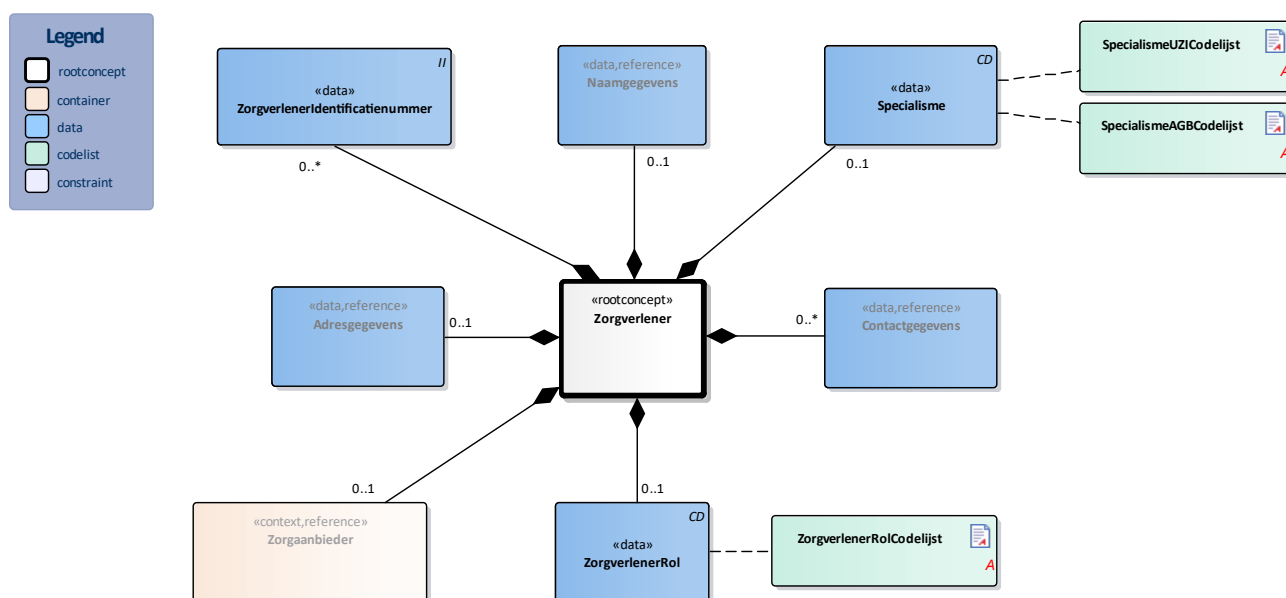 Legend
rootconcept
container
data
codelist
constraint
II
«data»
ZorgverlenerIdentificatienummer
0..*
«data,reference»
Naamgegevens
0..1
CD
«data»
Specialisme
0..1
SpecialismeUZICodelijst
A
SpecialismeAGBCodelijst
A
«data,reference»
Adresgegevens
0..1
«rootconcept»
Zorgverlener
0..*
«data,reference»
Contactgegevens
0..1
«context,reference»
Zorgaanbieder
0..1
CD
«data»
ZorgverlenerRol
ZorgverlenerRolCodelijst
A